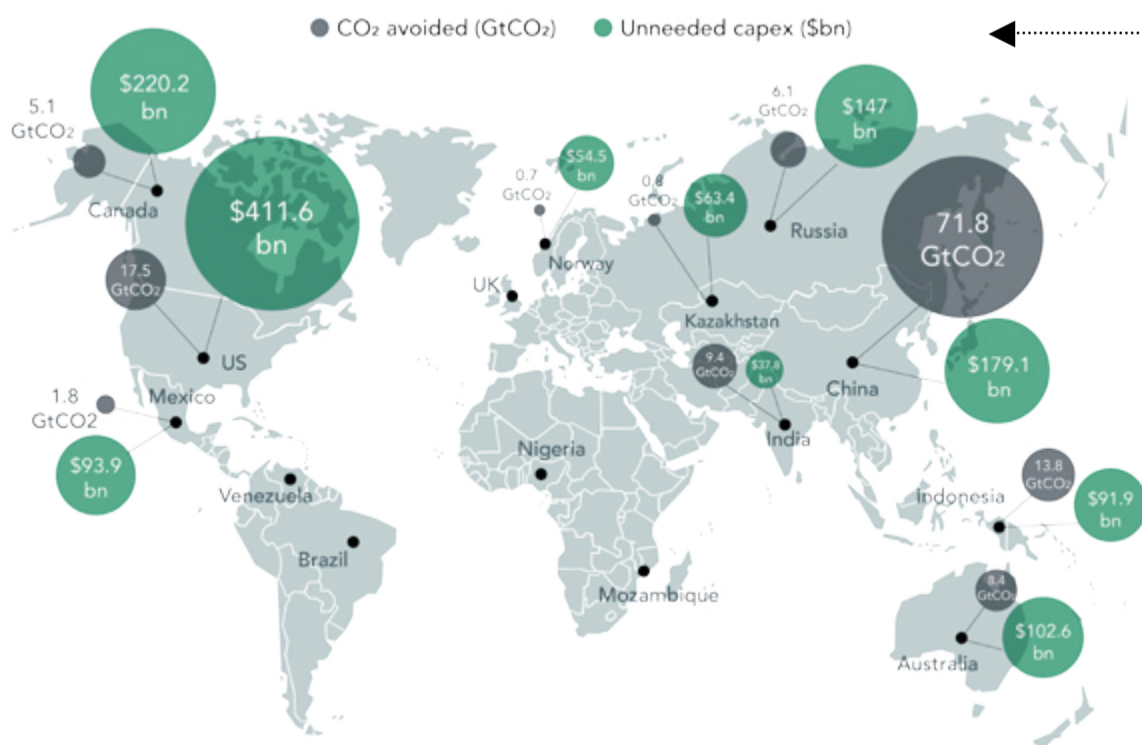 CO₂ avoided (GtCO₂)
Unneeded capex ($bn)
$220.2
bn
5.1
GtCO₂
Canada
$411.6
bn
17.5
GtCO₂
US
Mexico
1.8
GtCO2
$93.9
bn
Venezuela
Brazil
0.7
GtCO₂
$54.5
bn
Norway
UK
0.8
GtCO₂
$63.4
bn
Kazakhstan
6.1
GtCO₂
$147
bn
Russia
71.8
GtCO₂
$179.1
bn
China
9.4
GtCO₂
$37.8
bn
India
Nigeria
Mozambique
13.8
GtCO₂
Indonesia
$91.9
bn
8.4
GtCO₂
$102.6
bn
Australia